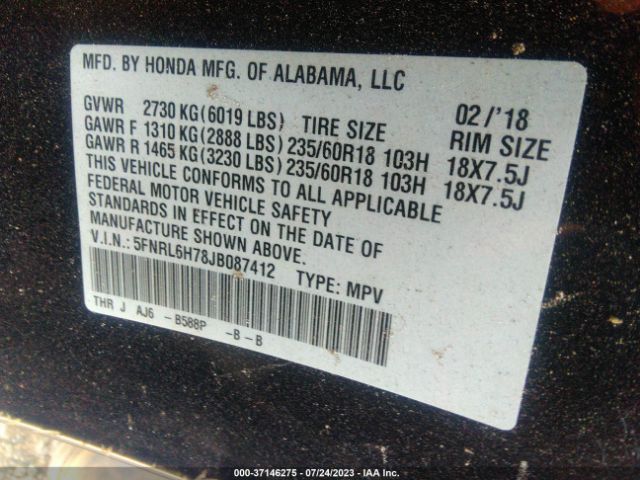 MFD. BY HONDA MFG. OF ALABAMA, LLC
02/'18
GVWR 2730 KG(6019 LBS) TIRE SIZE RIM SIZE
GAWR F 1310 KG(2888 LBS)235/60R18 103H 18X7.5J
GAWR R 1465 KG(3230 LBS)235/60R18 103H 18X7.5J
THIS VEHICLE CONFORMS TO ALL APPLICABLE
FEDERAL MOTOR VEHICLE SAFETY
STANDARDS IN EFFECT ON THE DATE OF
MANUFACTURE SHOWN ABOVE.
V.I.N.: 5FNRL6H78JB087412 TYPE: MPV
THR J AJ6 -B588P -B-B
000-37146275 - 07/24/2023 - IAA Inc.